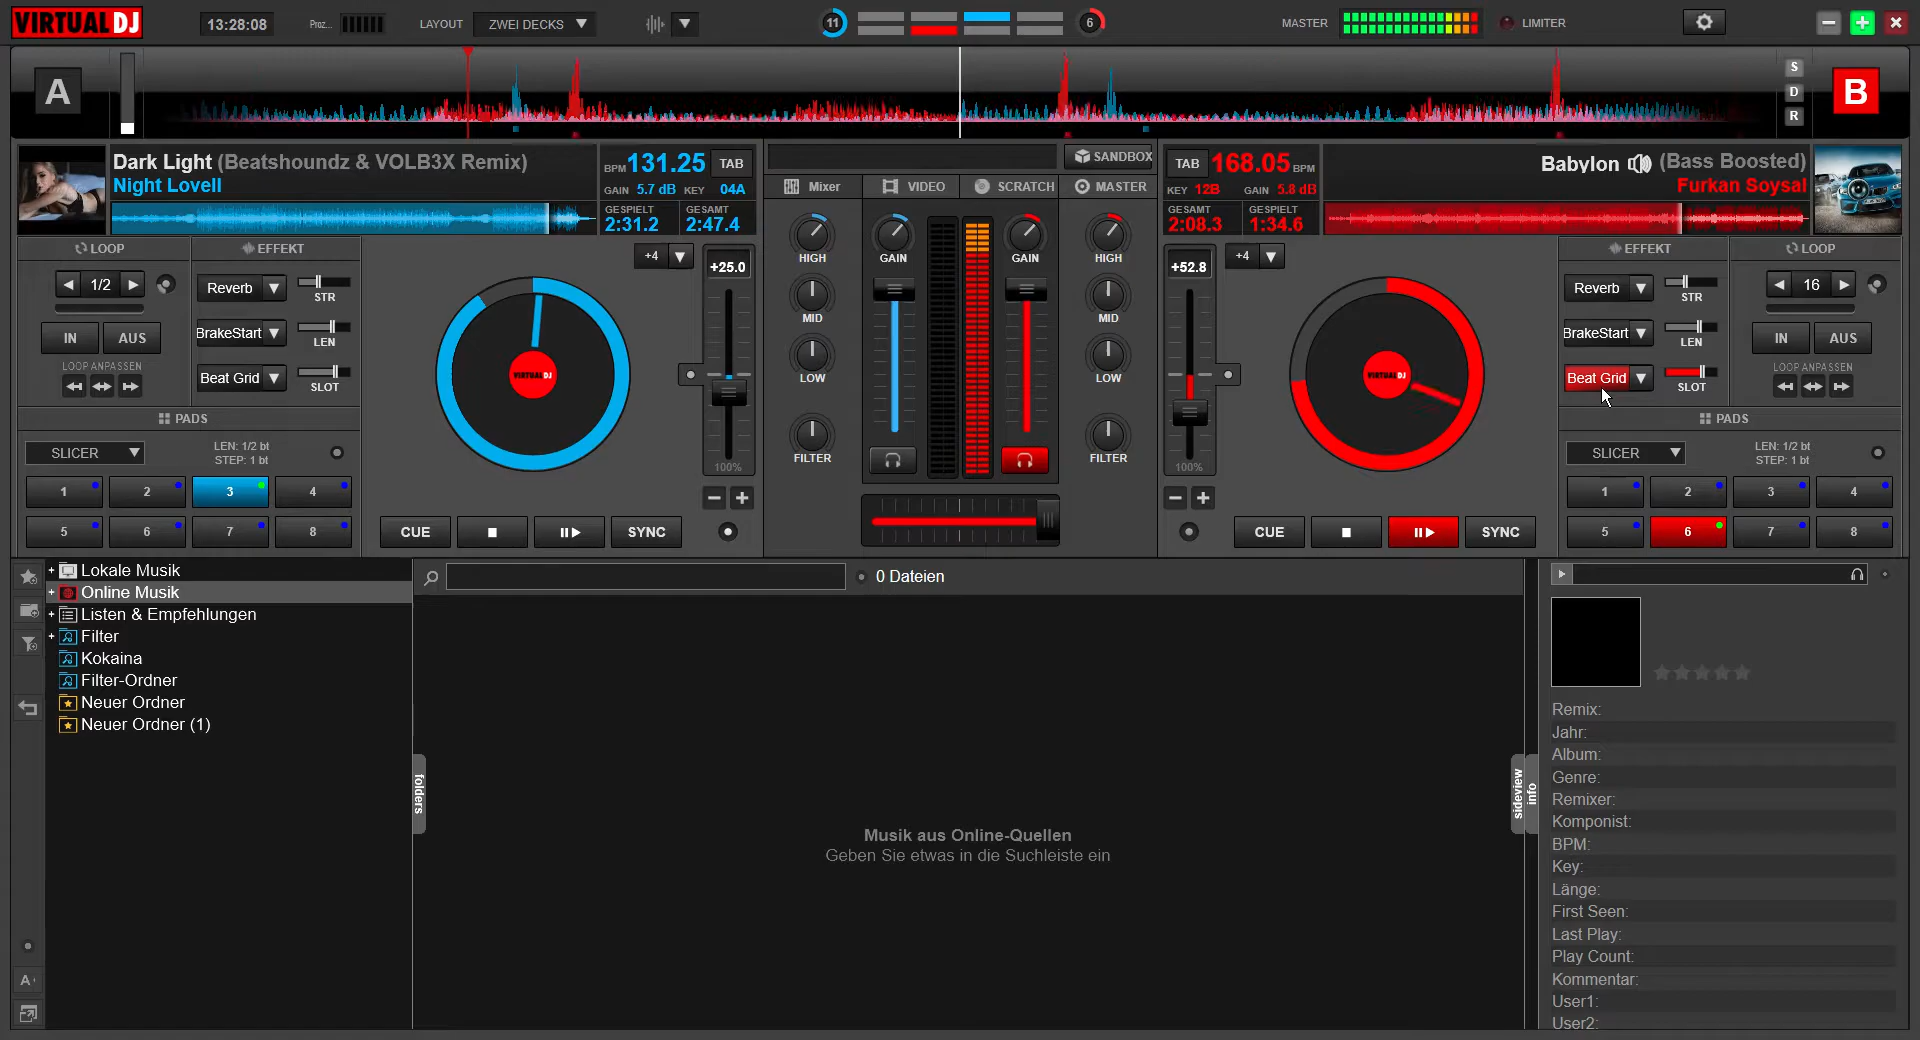 VIRTUAL DJ
13:28:08
Proz...
LAYOUT
ZWEI DECKS
11
6
MASTER
LIMITER
A
S
D
R
B
Dark Light (Beatshoundz & VOLB3X Remix)
Night Lovell
BPM 131.25 TAB
GAIN 5.7 dB KEY 04A
GESPIELT GESAMT
2:31.2 2:47.4
SANDBOX
Mixer VIDEO SCRATCH MASTER
TAB 168.05 BPM
KEY 12B GAIN 5.8 dB
GESAMT GESPIELT
2:08.3 1:34.6
Babylon (Bass Boosted)
Furkan Soysal
LOOP
1/2
IN AUS
LOOP ANPASSEN
EFFEKT
Reverb STR
BrakeStart LEN
Beat Grid SLOT
PADS
SLICER
LEN: 1/2 bt
STEP: 1 bt
1 2 3 4
5 6 7 8
+4
+25.0
VIRTUAL DJ
100%
CUE SYNC
HIGH GAIN GAIN HIGH
MID MID
LOW LOW
FILTER FILTER
+52.8
+4
100%
VIRTUAL DJ
CUE SYNC
EFFEKT
Reverb STR
BrakeStart LEN
Beat Grid SLOT
LOOP
16
IN AUS
LOOP ANPASSEN
PADS
SLICER
LEN: 1/2 bt
STEP: 1 bt
1 2 3 4
5 6 7 8
Lokale Musik
Online Musik
Listen & Empfehlungen
Filter
Kokaina
Filter-Ordner
Neuer Ordner
Neuer Ordner (1)
A
folders
0 Dateien
Musik aus Online-Quellen
Geben Sie etwas in die Suchleiste ein
sideview
info
Remix:
Jahr:
Album:
Genre:
Remixer:
Komponist:
BPM:
Key:
Länge:
First Seen:
Last Play:
Play Count:
Kommentar:
User1:
User2: